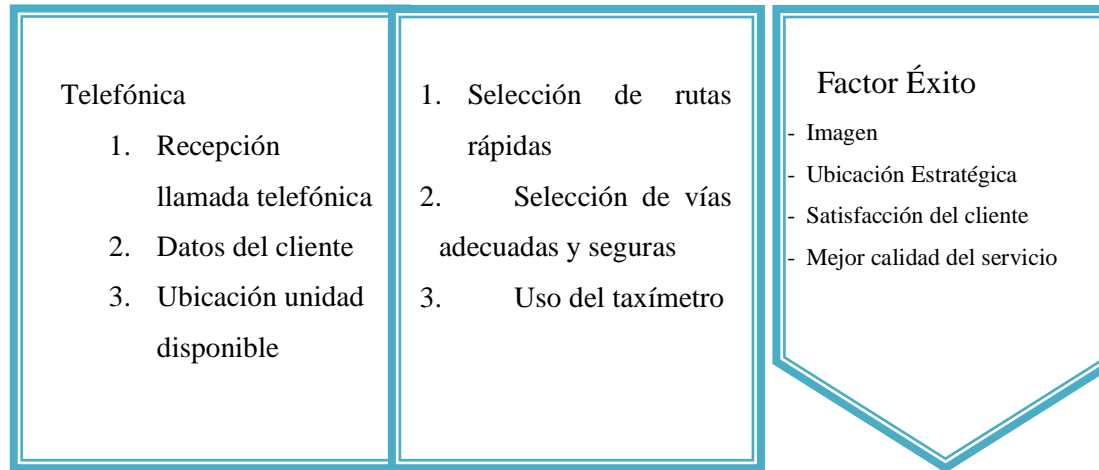 Telefónica
1. Recepción
llamada telefónica
2. Datos del cliente
3. Ubicación unidad
disponible
1. Selección de rutas
rápidas
2. Selección de vías
adecuadas y seguras
3. Uso del taxímetro
Factor Éxito
- Imagen
- Ubicación Estratégica
- Satisfacción del cliente
- Mejor calidad del servicio